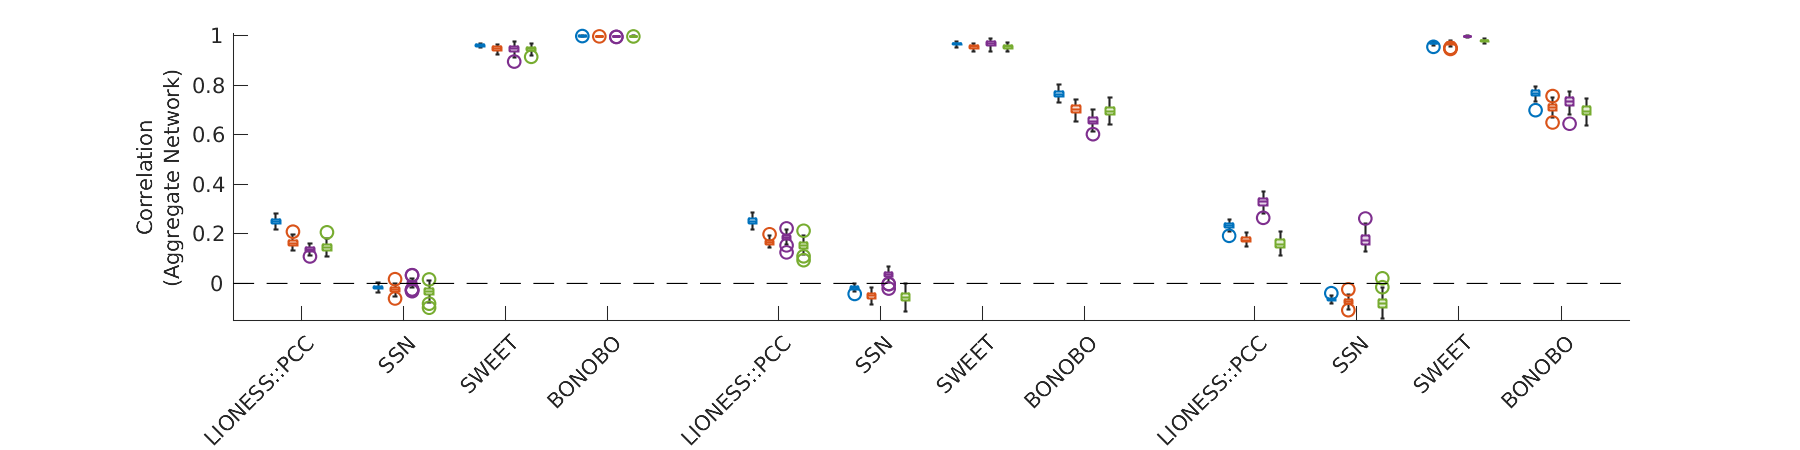 Correlation
(Aggregate Network)
1
0.8
0.6
0.4
0.2
0
LIONESS::PCC
SSN
SWEET
BONOBO
LIONESS::PCC
SSN
SWEET
BONOBO
LIONESS::PCC
SSN
SWEET
BONOBO